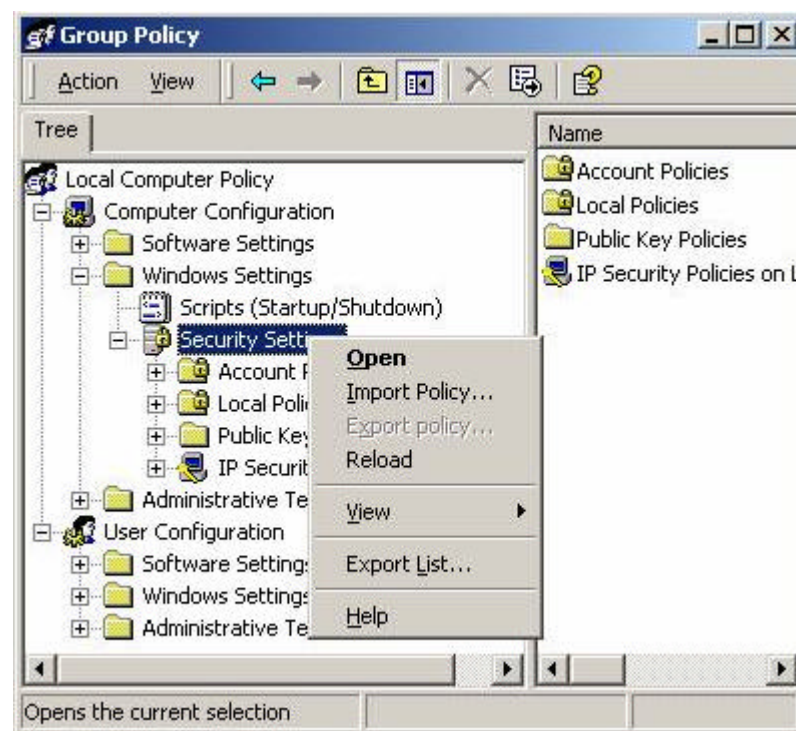 Group Policy
Action View
Tree
Name
Local Computer Policy
Computer Configuration
Software Settings
Windows Settings
Scripts (Startup/Shutdown)
Security Setti
Account P
Local Poli
Public Key
IP Securit
Administrative Te
User Configuration
Software Setting
Windows Settings
Administrative Te
Open
Import Policy...
Export policy...
Reload
View
Export List...
Help
Account Policies
Local Policies
Public Key Policies
IP Security Policies on L
Opens the current selection